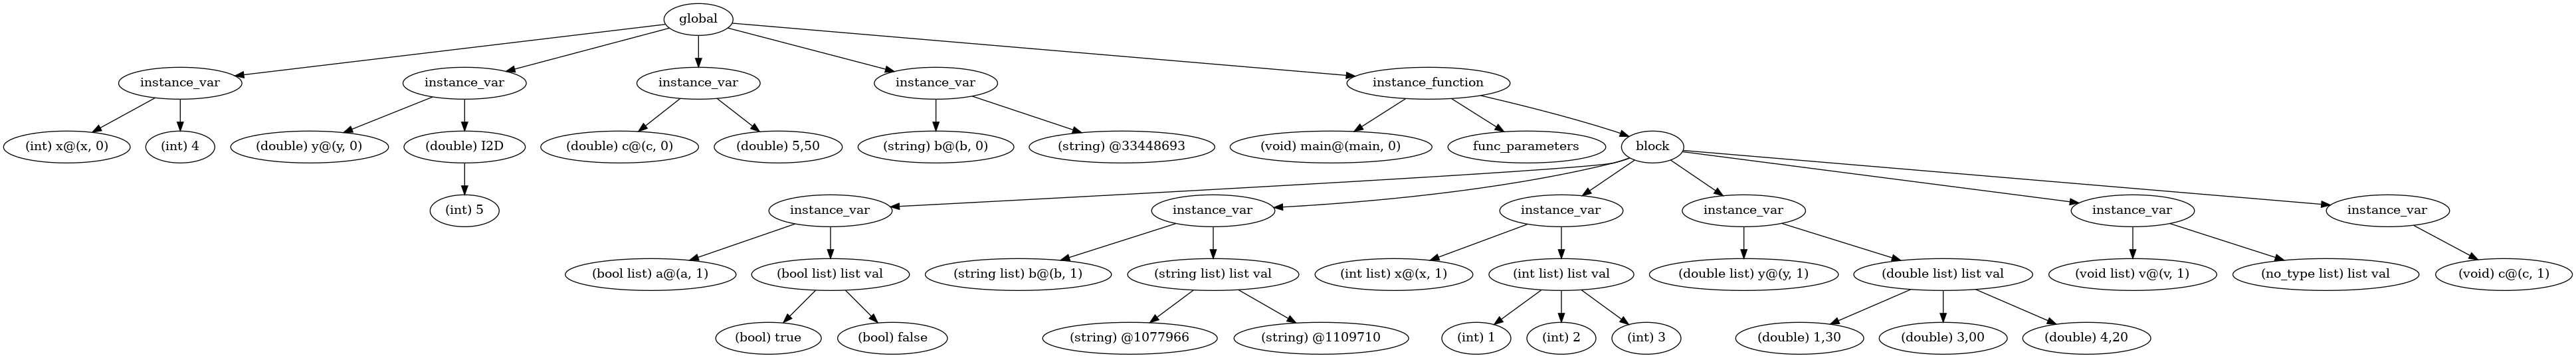 global
instance_var
instance_var
instance_var
instance_var
instance_function
(int) x@(x, 0)
(int) 4
(double) y@(y, 0)
(double) I2D
(double) c@(c, 0)
(double) 5,50
(string) b@(b, 0)
(string) @33448693
(void) main@(main, 0)
func_parameters
block
(int) 5
instance_var
instance_var
instance_var
instance_var
instance_var
instance_var
(bool list) a@(a, 1)
(bool list) list val
(string list) b@(b, 1)
(string list) list val
(int list) x@(x, 1)
(int list) list val
(double list) y@(y, 1)
(double list) list val
(void list) v@(v, 1)
(no_type list) list val
(void) c@(c, 1)
(bool) true
(bool) false
(string) @1077966
(string) @1109710
(int) 1
(int) 2
(int) 3
(double) 1,30
(double) 3,00
(double) 4,20